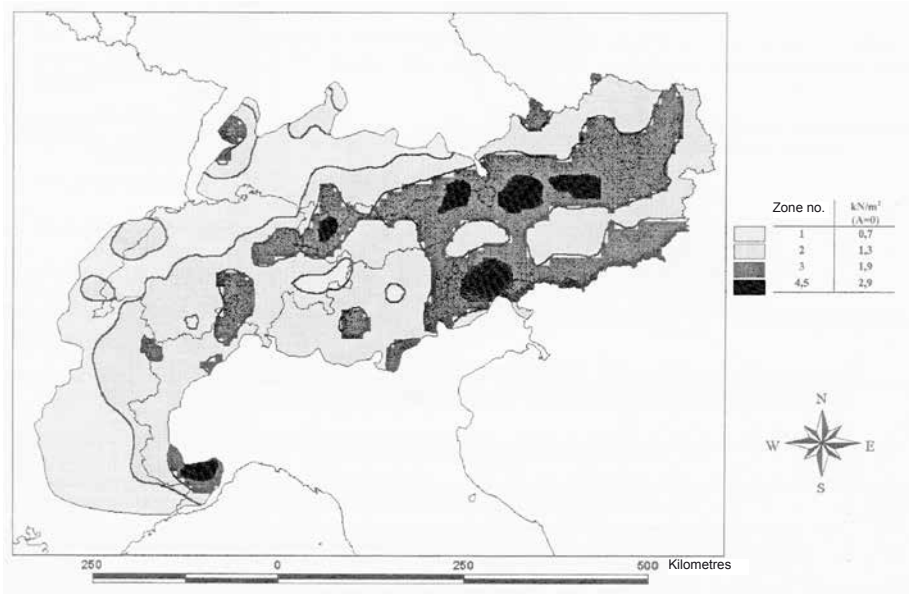 Zone no. kN/m²
(A=0)
1 0,7
2 1,3
3 1,9
4,5 2,9
N
W E
S
250 0 250 500 Kilometres